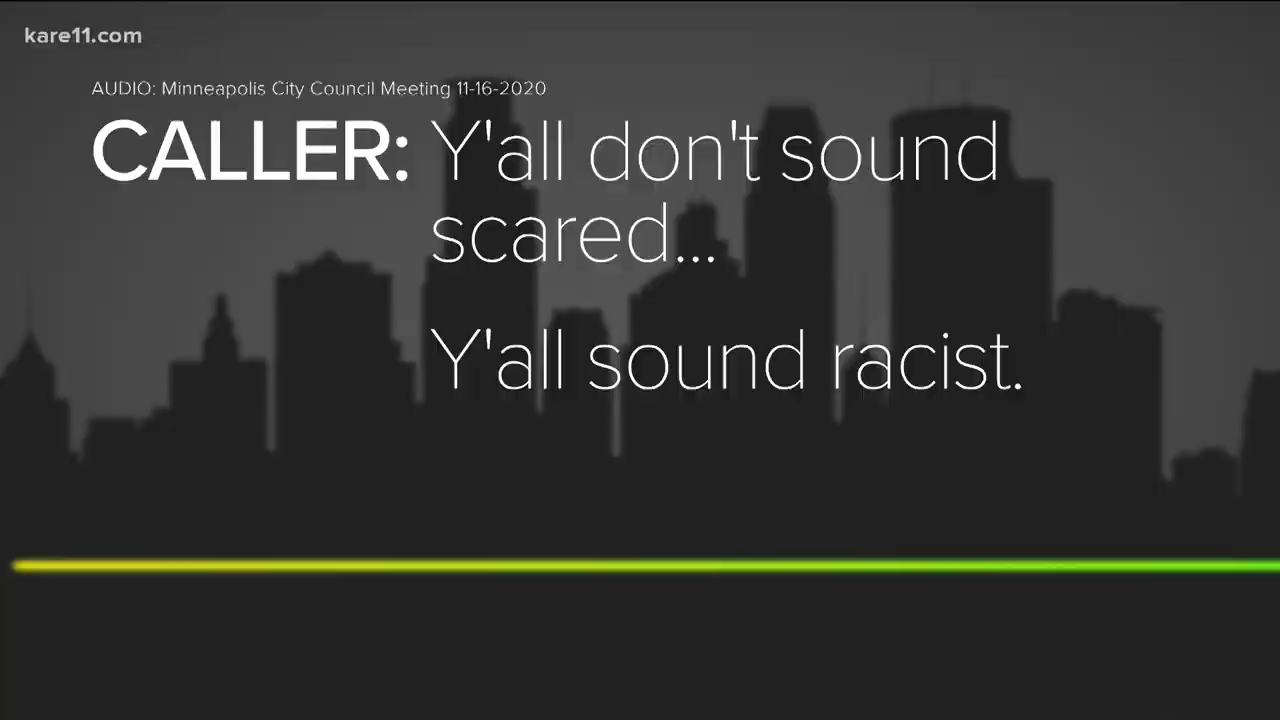 kare11.com
AUDIO: Minneapolis City Council Meeting 11-16-2020
CALLER: Y'all don't sound
scared...
Y'all sound racist.